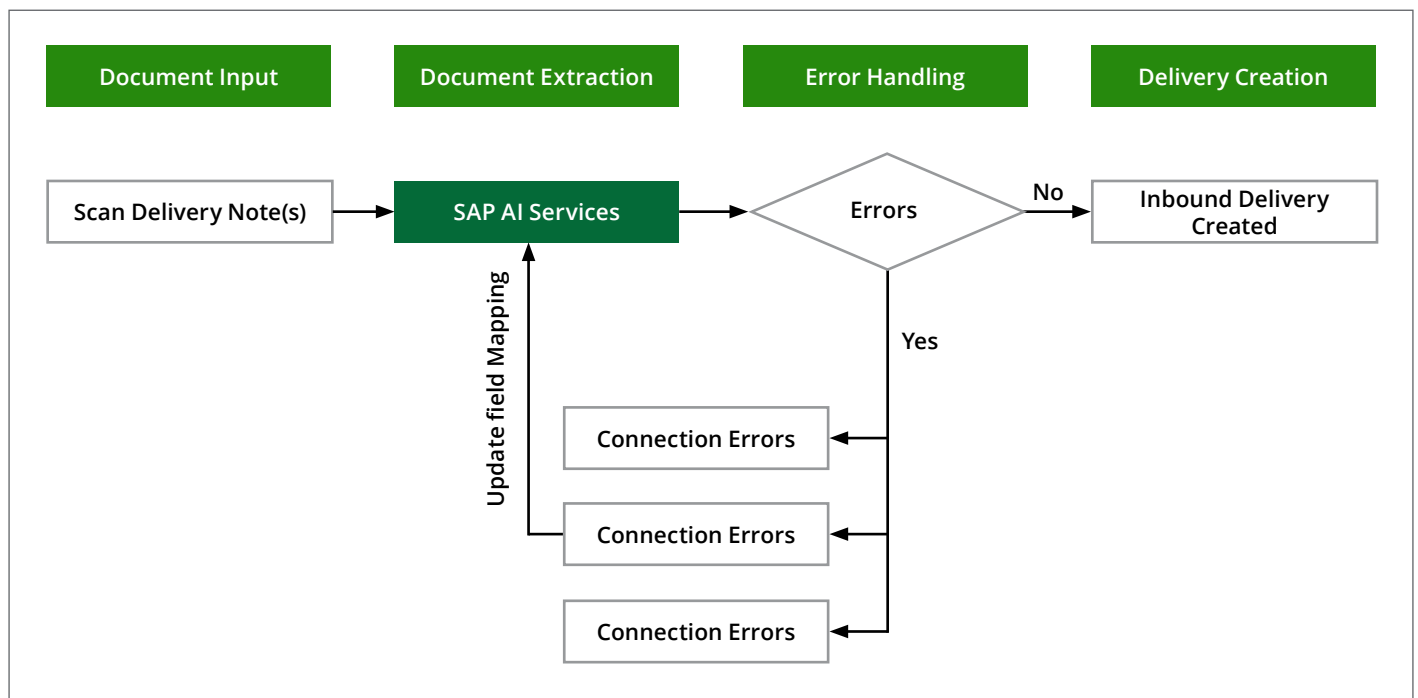 Document Input
Document Extraction
Error Handling
Delivery Creation
Scan Delivery Note(s)
SAP AI Services
Errors
No
Inbound Delivery
Created
Yes
Update field Mapping
Connection Errors
Connection Errors
Connection Errors